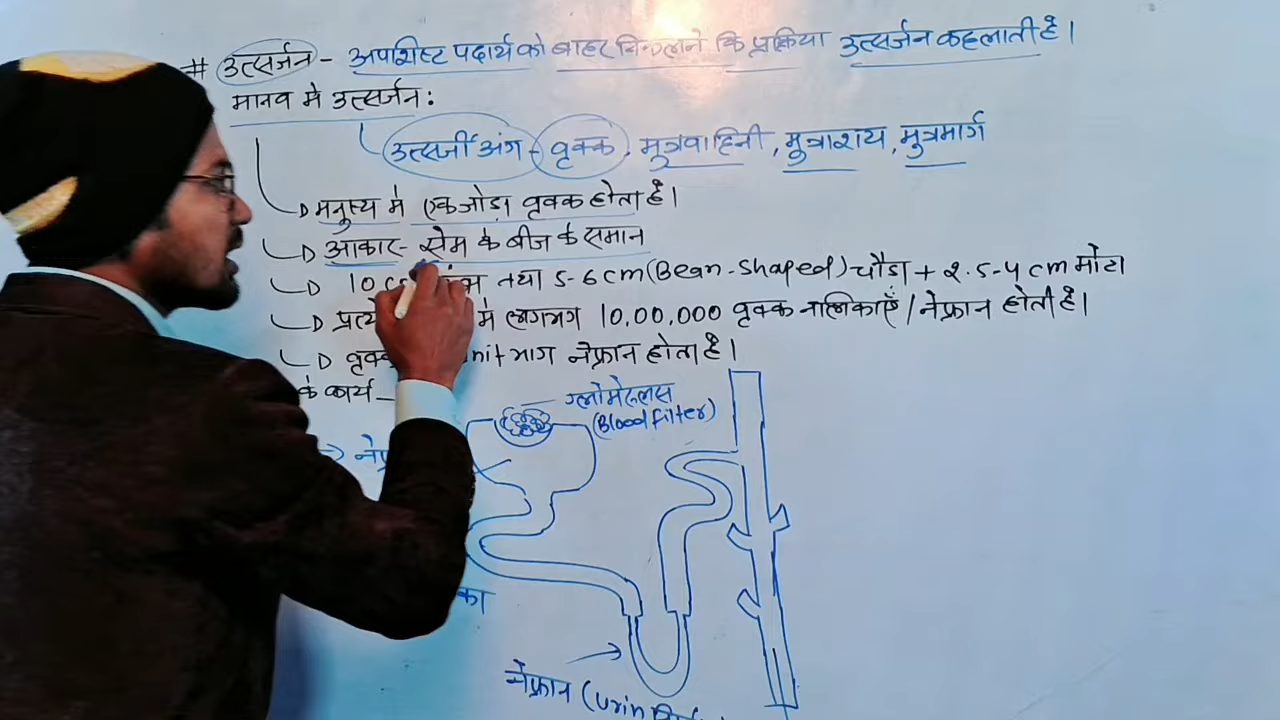 # उत्सर्जन - अपशिष्ट पदार्थ को बाहर निकालने कि प्रक्रिया उत्सर्जन कहलाती है।
मानव मे उत्सर्जन:
उत्सर्जी अंग - वृक्क, मुत्रवाहिनी, मुत्राशय, मुत्रमार्ग
मनुष्य मे एक जोड़ा वृक्क होता है।
आकार - सेम के बीज के समान
तथा 5-6 cm (Bean-Shaped) चौड़ा + 2.5-4 cm मोटा
मे लगभग 10,00,000 वृक्क नलिकाएँ / नेफ्रान होती है।
भाग नेफ्रान होता है।
के कार्य -
ग्लोमेरुलस
(Blood filter)
नेफ्रान (Urin